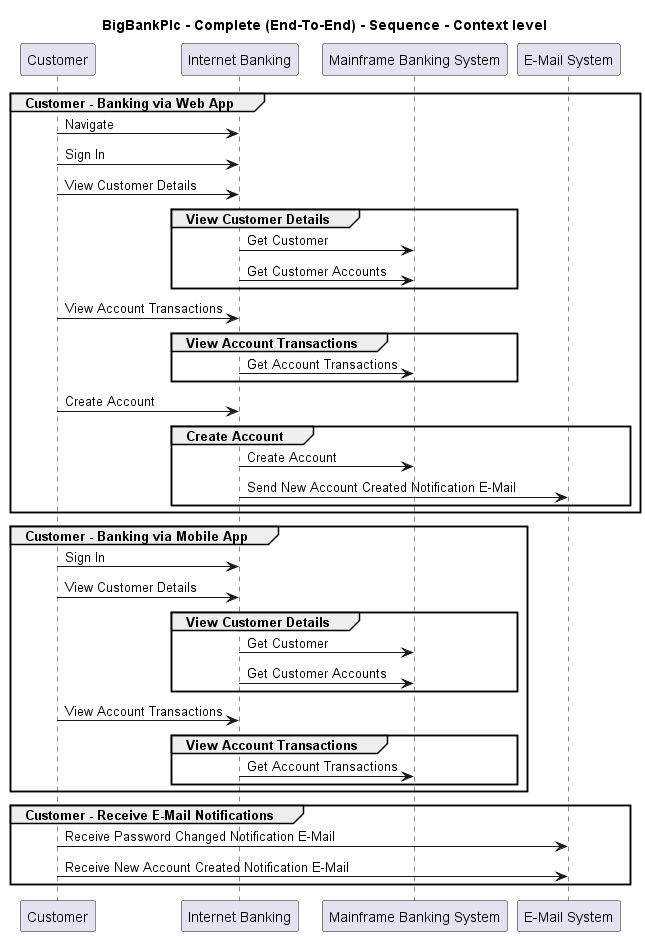 BigBankPlc - Complete (End-To-End) - Sequence - Context level
Customer Internet Banking Mainframe Banking System E-Mail System
Customer - Banking via Web App
Navigate
Sign In
View Customer Details
View Customer Details
Get Customer
Get Customer Accounts
View Account Transactions
View Account Transactions
Get Account Transactions
Create Account
Create Account
Create Account
Send New Account Created Notification E-Mail
Customer - Banking via Mobile App
Sign In
View Customer Details
View Customer Details
Get Customer
Get Customer Accounts
View Account Transactions
View Account Transactions
Get Account Transactions
Customer - Receive E-Mail Notifications
Receive Password Changed Notification E-Mail
Receive New Account Created Notification E-Mail
Customer Internet Banking Mainframe Banking System E-Mail System